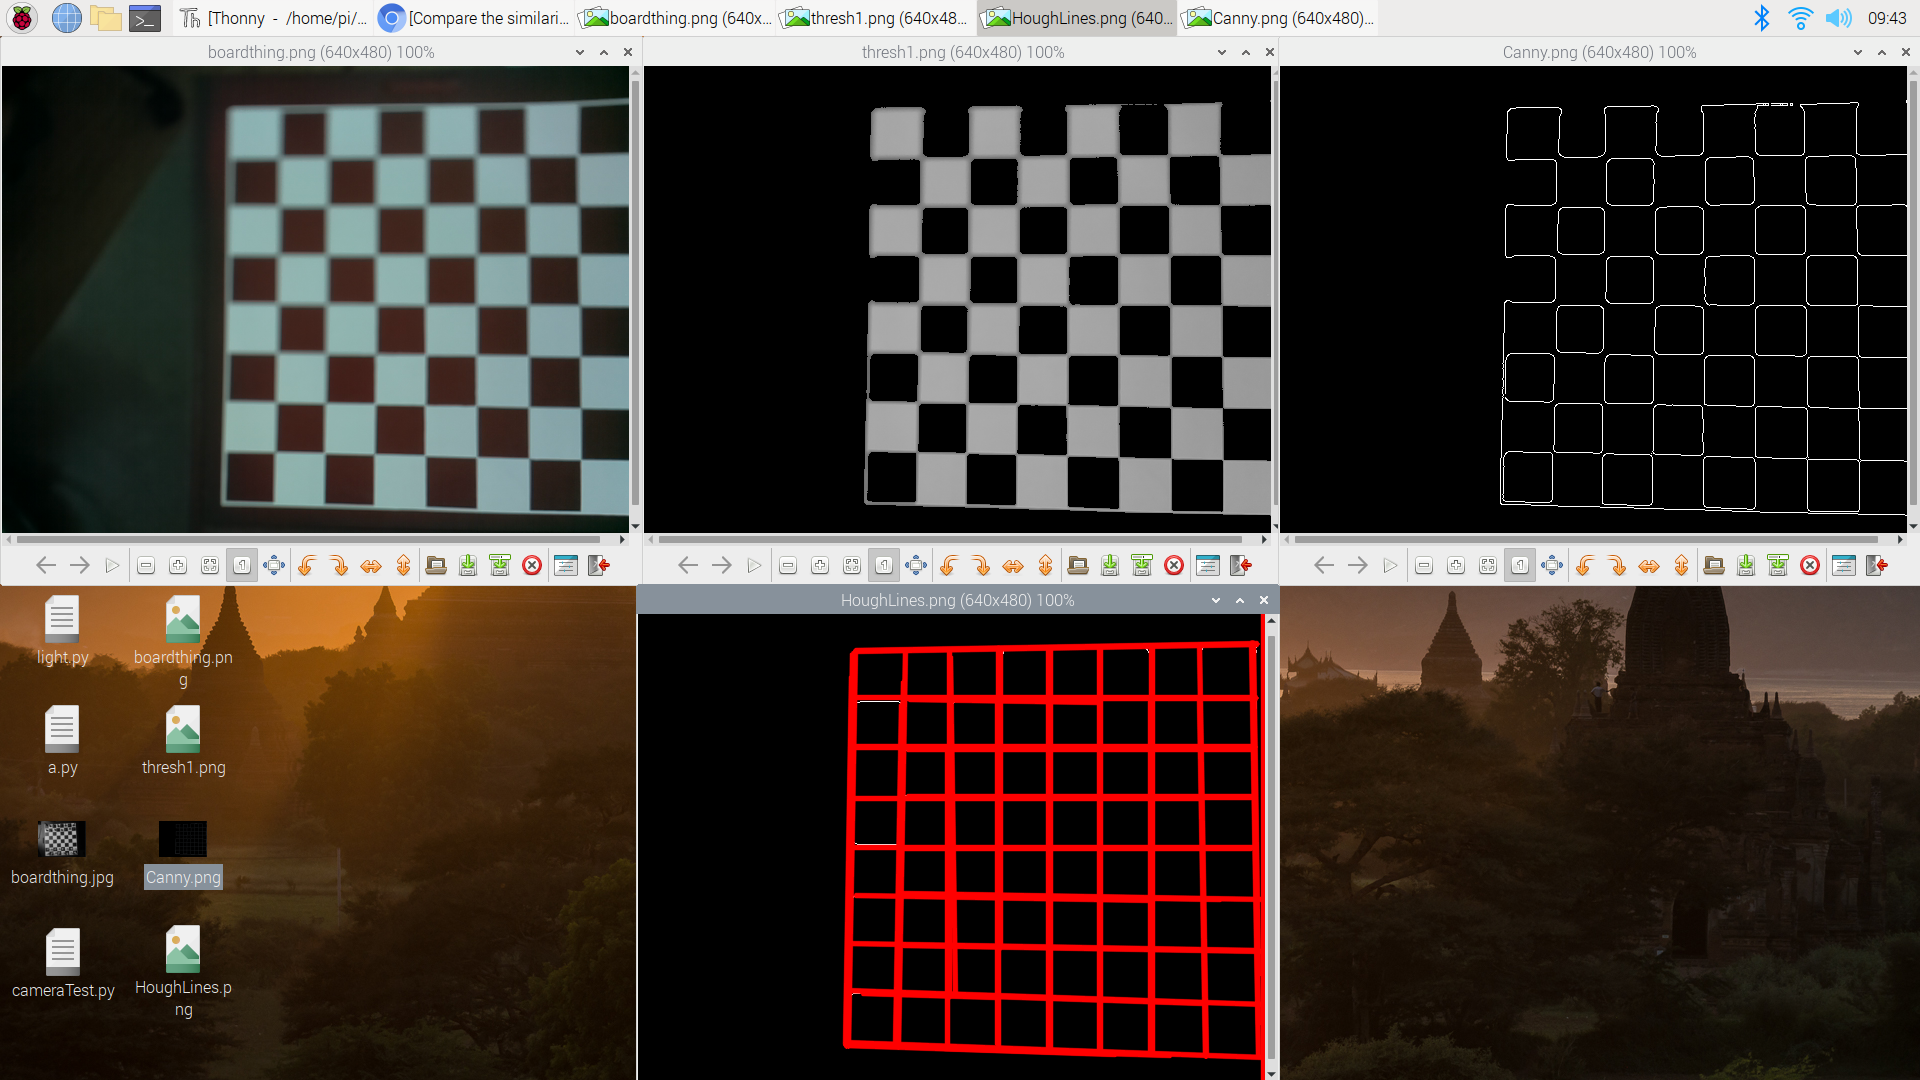 [Thonny - /home/pi/...
[Compare the similari...
boardthing.png (640x...
thresh1.png (640x48...
HoughLines.png (640...
Canny.png (640x480)...
09:43
boardthing.png (640x480) 100%
thresh1.png (640x480) 100%
Canny.png (640x480) 100%
HoughLines.png (640x480) 100%
light.py
boardthing.pn
g
a.py
thresh1.png
boardthing.jpg
Canny.png
cameraTest.py
HoughLines.p
ng